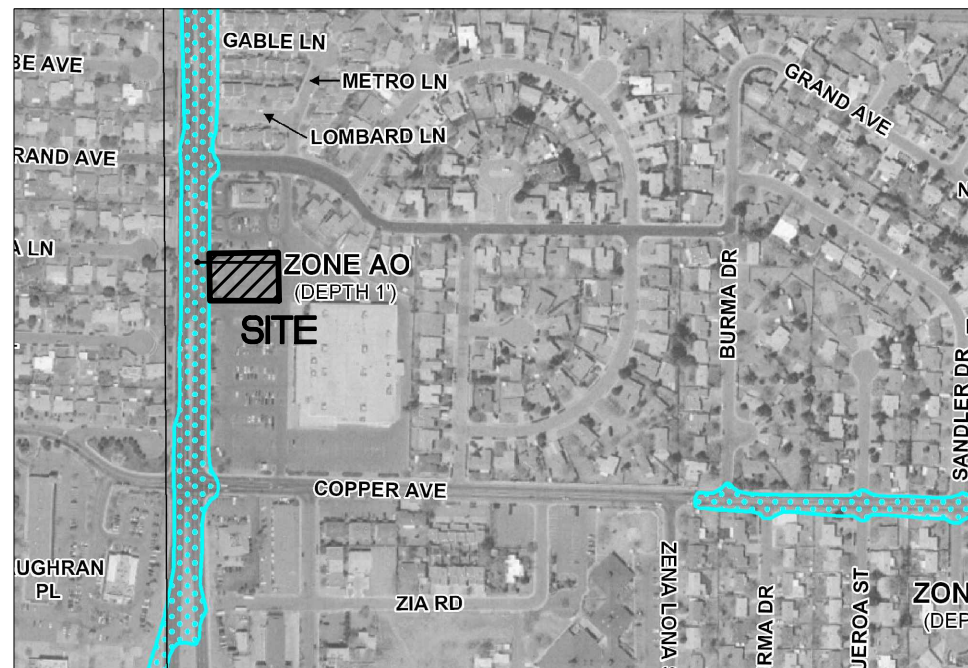 GABLE LN
BE AVE
METRO LN
GRAND AVE
LOMBARD LN
RAND AVE
N
A LN
ZONE AO
(DEPTH 1')
SITE
BURMA DR
SANDLER DR
COPPER AVE
AUGHRAN
PL
ZIA RD
ZENA LONA
RMA DR
UEROA ST
ZON
(DEP